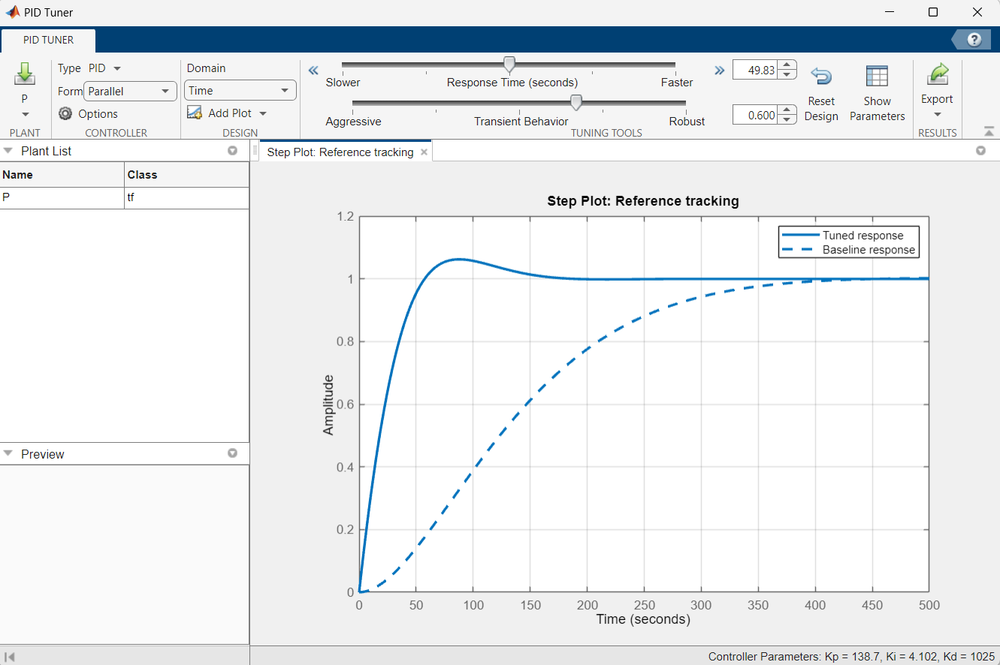 PID Tuner
PID TUNER
?
P
PLANT
Type PID
Form Parallel
Options
CONTROLLER
Domain
Time
Add Plot
DESIGN
Slower Response Time (seconds) Faster
49.83
Aggressive Transient Behavior Robust
0.600
TUNING TOOLS
Reset
Design
Show
Parameters
Export
RESULTS
Plant List
Name Class
P tf
Preview
Step Plot: Reference tracking
Step Plot: Reference tracking
Tuned response
Baseline response
Amplitude
1.2
1
0.8
0.6
0.4
0.2
0
0 50 100 150 200 250 300 350 400 450 500
Time (seconds)
Controller Parameters: Kp = 138.7, Ki = 4.102, Kd = 1025